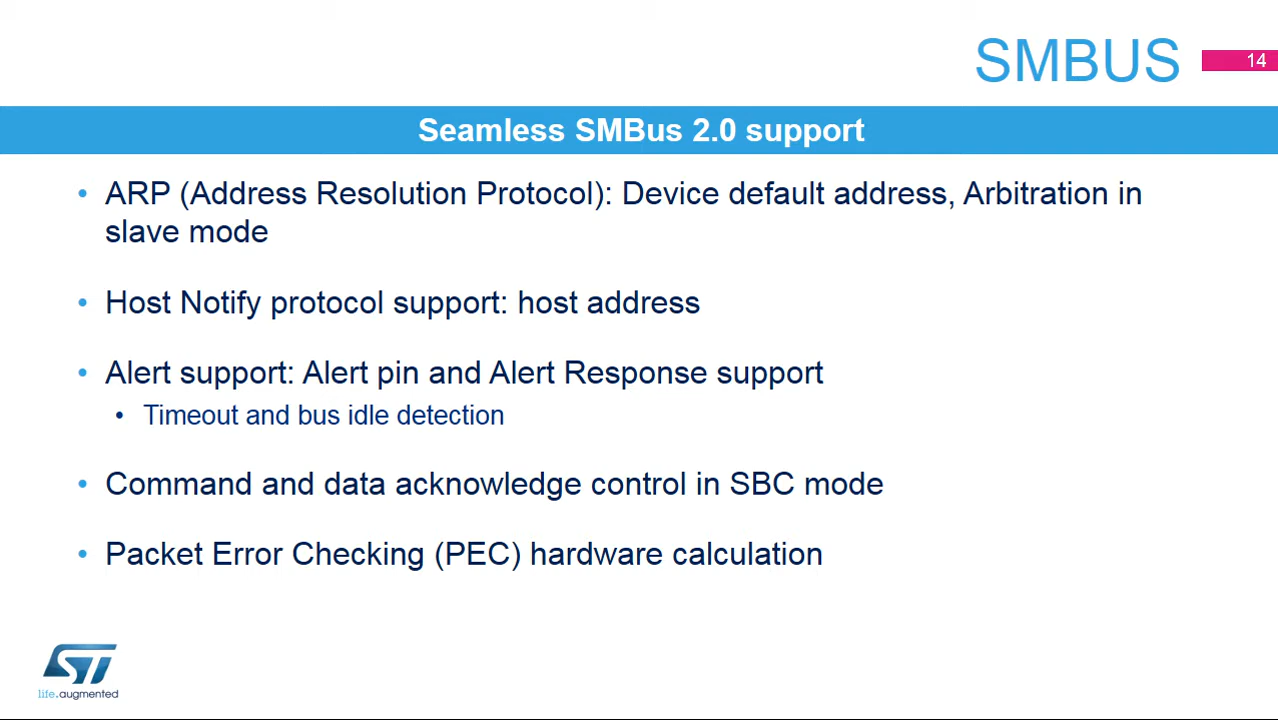 SMBUS
14
Seamless SMBus 2.0 support
• ARP (Address Resolution Protocol): Device default address, Arbitration in
slave mode
• Host Notify protocol support: host address
• Alert support: Alert pin and Alert Response support
• Timeout and bus idle detection
• Command and data acknowledge control in SBC mode
• Packet Error Checking (PEC) hardware calculation
ST
life.augmented